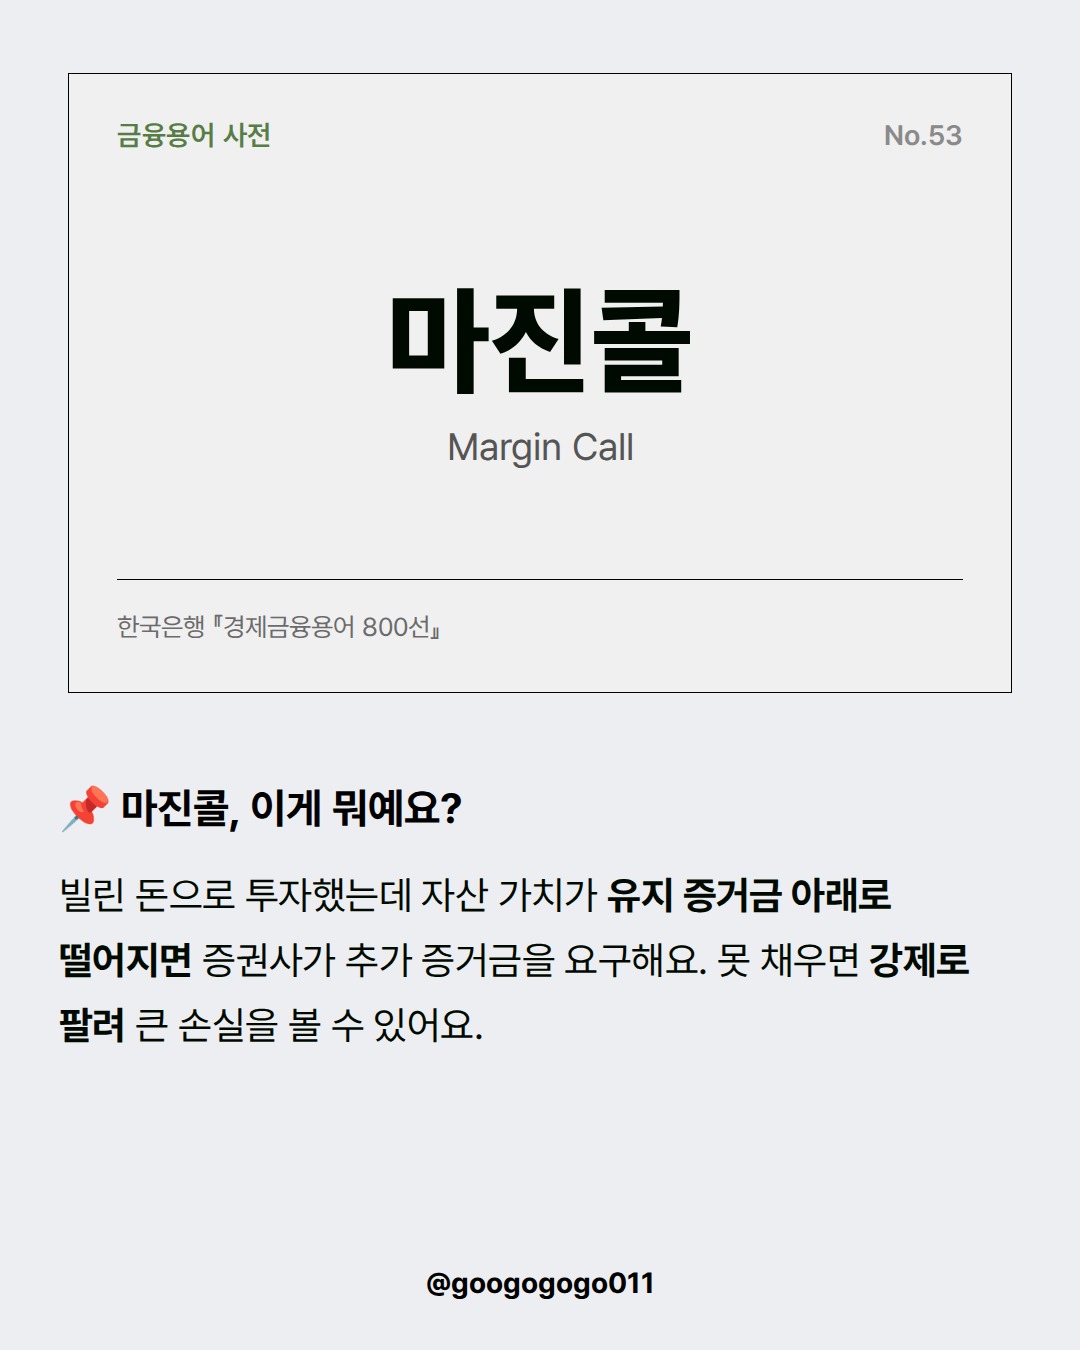 금융용어 사전
No.53
마진콜
Margin Call
한국은행 『경제금융용어 800선』
📌 마진콜, 이게 뭐예요?
빌린 돈으로 투자했는데 자산 가치가 유지 증거금 아래로
떨어지면 증권사가 추가 증거금을 요구해요. 못 채우면 강제로
팔려 큰 손실을 볼 수 있어요.
@googogogo011